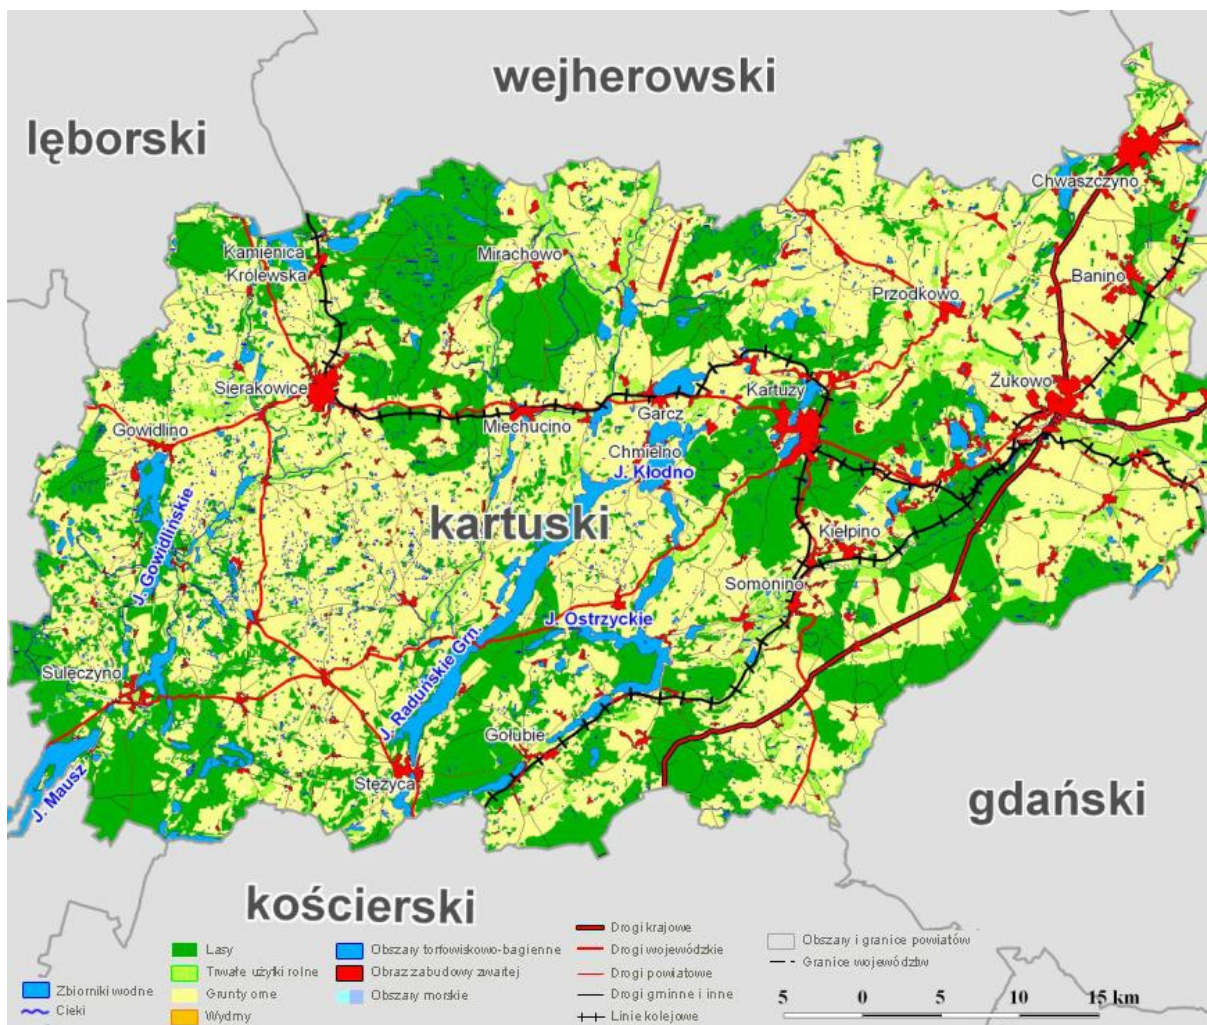 wejherowski
lęborski
Chwaszczyno
Kamienica
Królewska
Mirachowo
Banino
Przodkowo
Sierakowice
Kartuzy
Żukowo
Garcz
Gowidlino
Miechucino
Chmielno
J. Kłodno
kartuski
Kiełpino
J. Gowidlińskie
Somonino
J. Ostrzyckie
Sulęczyno
J. Raduńskie Grn.
Gołubie
Stężyca
J. Mausz
gdański
kościerski
Zbiorniki wodne
Cieki
Lasy
Trwałe użytki rolne
Grunty orne
Wydmy
Obszary torfowiskowo-bagienne
Obraz zabudowy zwartej
Obszary morskie
Drogi krajowe
Drogi wojewódzkie
Drogi powiatowe
Drogi gminne i inne
Linie kolejowe
Obszary i granice powiatów
Granice województw
5 0 5 10 15 km